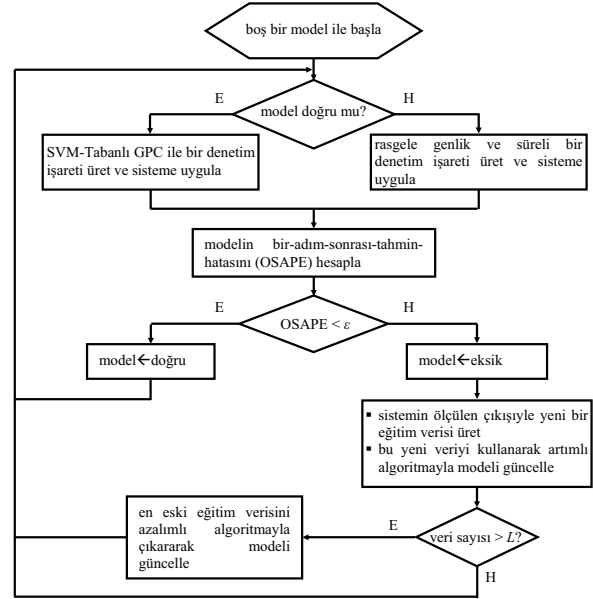 boş bir model ile başla
model doğru mu?
E
H
SVM-Tabanlı GPC ile bir denetim
işareti üret ve sisteme uygula
rasgele genlik ve süreli bir
denetim işareti üret ve sisteme
uygula
modelin bir-adım-sonrası-tahmin-
hatasını (OSAPE) hesapla
E
H
OSAPE < ε
model←doğru
model←eksik
▪ sistemin ölçülen çıkışıyle yeni bir
eğitim verisi üret
▪ bu yeni veriyi kullanarak artımlı
algoritmayla modeli güncelle
en eski eğitim verisini
azalımlı algoritmayla
çıkararak modeli
güncelle
E
veri sayısı > L?
H